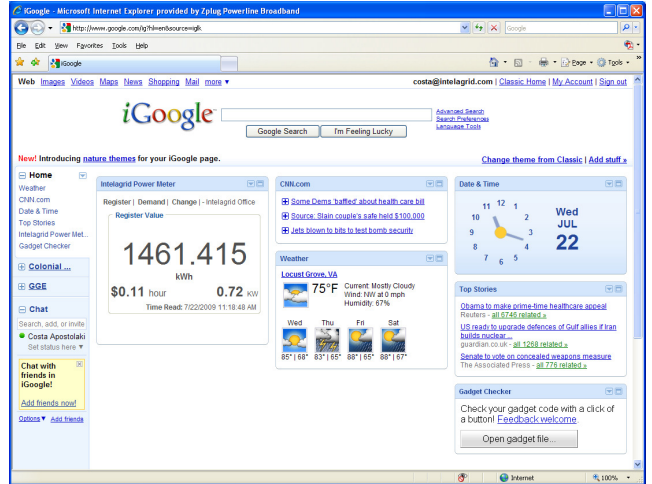 iGoogle - Microsoft Internet Explorer provided by Zplug Powerline Broadband
http://www.google.com/ig?hl=en&source=iglk
Google
File Edit View Favorites Tools Help
iGoogle
Page Tools
Web Images Videos Maps News Shopping Mail more ▼
costa@intelagrid.com | Classic Home | My Account | Sign out
iGoogle
Advanced Search
Search Preferences
Language Tools
Google Search I'm Feeling Lucky
New! Introducing nature themes for your iGoogle page.
Change theme from Classic | Add stuff »
Home
Weather
CNN.com
Date & Time
Top Stories
Intelagrid Power Met...
Gadget Checker
Colonial ...
GGE
Chat
Search, add, or invite
Costa Apostolaki
Set status here ▼
Chat with
friends in
iGoogle!
Add friends now!
Options ▼ Add friends
Intelagrid Power Meter
Register | Demand | Change | - Intelagrid Office
Register Value
1461.415
kWh
$0.11 hour 0.72 KW
Time Read: 7/22/2009 11:18:48 AM
CNN.com
Some Dems 'baffled' about health care bill
Source: Slain couple's safe held $100,000
Jets blown to bits to test bomb security
Weather
Locust Grove, VA
75°F
Current: Mostly Cloudy
Wind: NW at 0 mph
Humidity: 67%
Wed Thu Fri Sat
85° | 68° 83° | 65° 88° | 66° 88° | 67°
Date & Time
12 1 2 3 4 5 6 7 8 9 10 11
Wed
JUL
22
Top Stories
Obama to make prime-time healthcare appeal
Reuters - all 6746 related »
US ready to upgrade defences of Gulf allies if Iran
builds nuclear ...
guardian.co.uk - all 1268 related »
Senate to vote on concealed weapons measure
The Associated Press - all 776 related »
Gadget Checker
Check your gadget code with a click of
a button! Feedback welcome.
Open gadget file...
Internet
100%